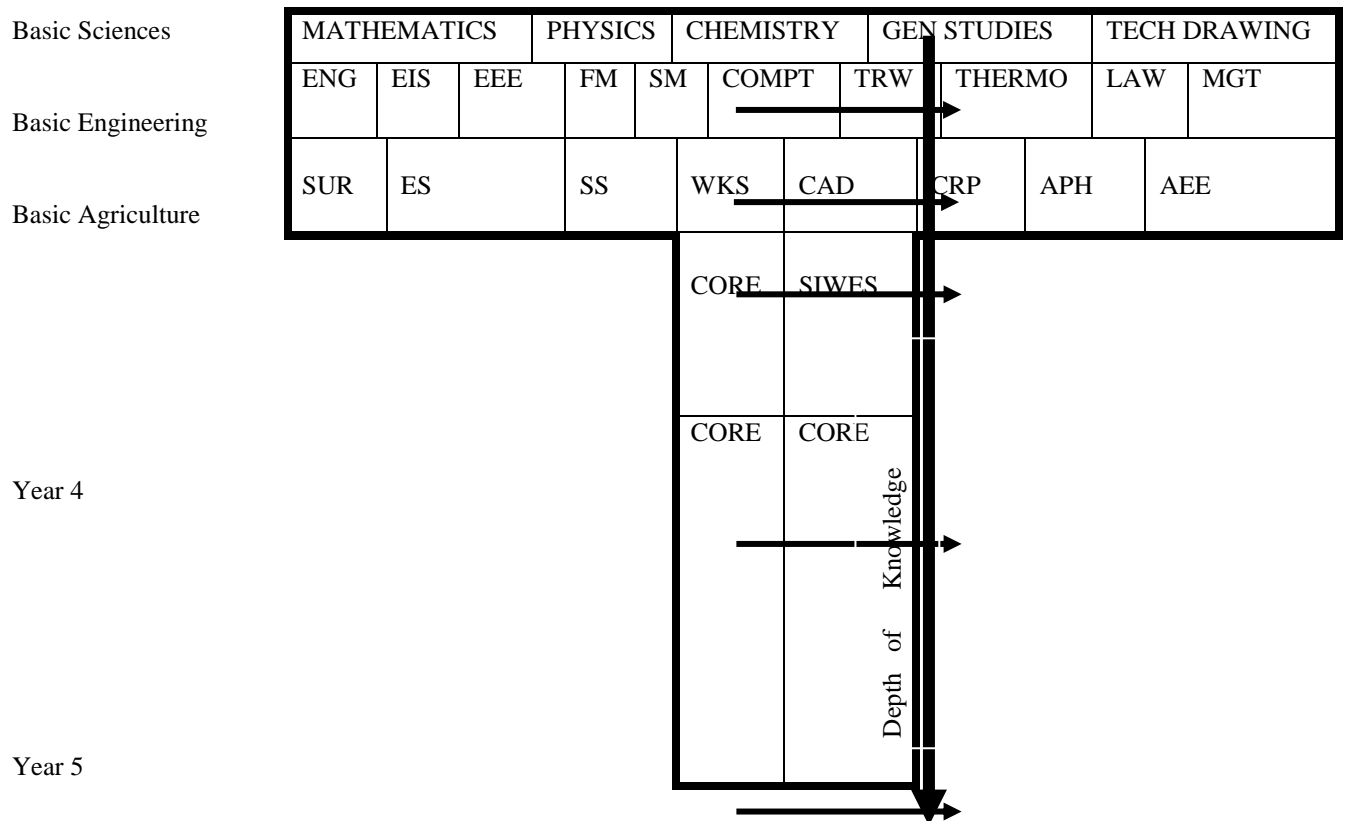 Basic Sciences MATHEMATICS PHYSICS CHEMISTRY GEN STUDIES TECH DRAWING
ENG EIS EEE FM SM COMPT TRW THERMO LAW MGT
Basic Engineering
SUR ES SS WKS CAD CRP APH AEE
Basic Agriculture
CORE SIWES
CORE CORE
Year 4
Depth of Knowledge
Year 5